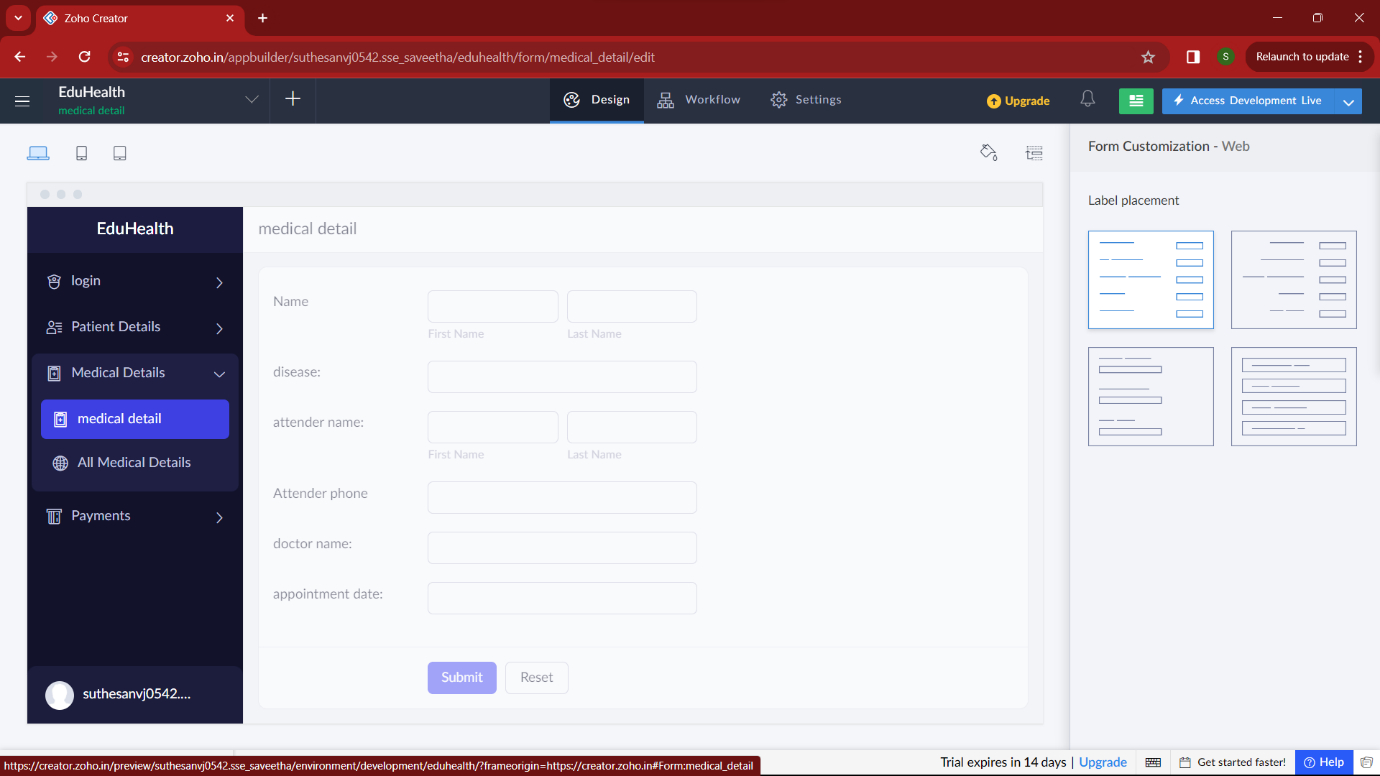 Zoho Creator
creator.zoho.in/appbuilder/suthesanvj0542.sse_saveetha/eduhealth/form/medical_detail/edit
S
Relaunch to update
EduHealth
medical detail
Design
Workflow
Settings
Upgrade
Access Development Live
Form Customization - Web
Label placement
EduHealth
login
Patient Details
Medical Details
medical detail
All Medical Details
Payments
suthesanvj0542....
medical detail
Name
First Name
Last Name
disease:
attender name:
First Name
Last Name
Attender phone
doctor name:
appointment date:
Submit
Reset
https://creator.zoho.in/preview/suthesanvj0542.sse_saveetha/environment/development/eduhealth/?frameorigin=https://creator.zoho.in#Form:medical_detail
Trial expires in 14 days | Upgrade
Get started faster!
Help